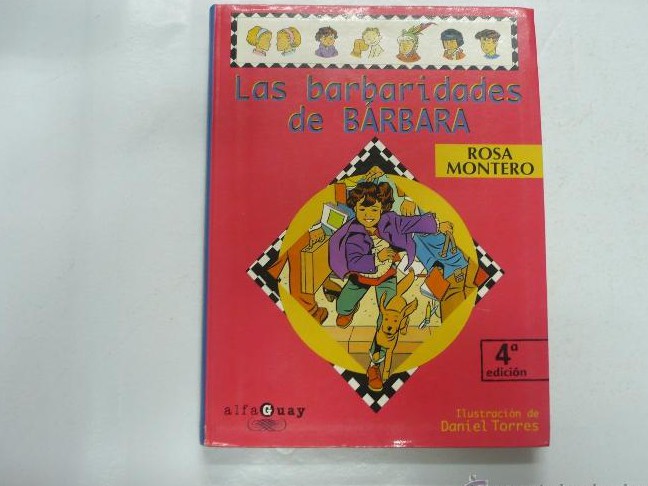 Las barbaridades
de BÁRBARA
ROSA
MONTERO
4ª
edición
alfaGuay
Ilustración de
Daniel Torres